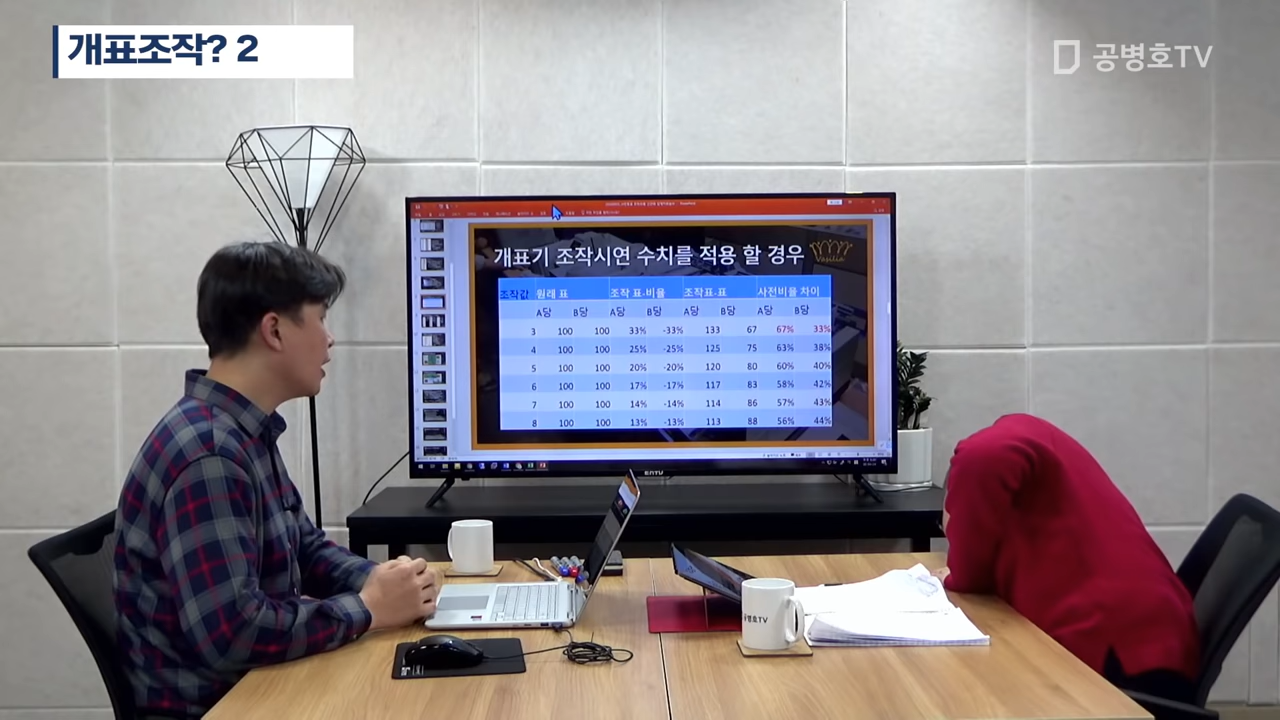 개표조작? 2
공병호TV
개표기 조작시연 수치를 적용 할 경우
Vasilia
조작값 원래 표 조작 표-비율 조작표-표 사전비율 차이
A당 B당 A당 B당 A당 B당 A당 B당
3 100 100 33% -33% 133 67 67% 33%
4 100 100 25% -25% 125 75 63% 38%
5 100 100 20% -20% 120 80 60% 40%
6 100 100 17% -17% 117 83 58% 42%
7 100 100 14% -14% 114 86 57% 43%
8 100 100 13% -13% 113 88 56% 44%
공병호TV